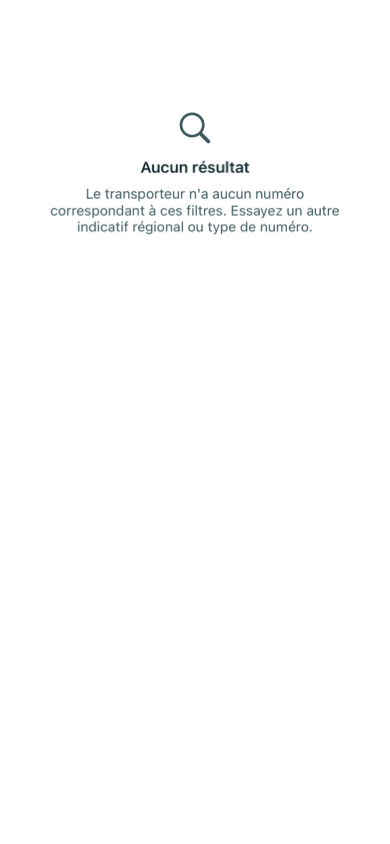 Aucun résultat
Le transporteur n'a aucun numéro
correspondant à ces filtres. Essayez un autre
indicatif régional ou type de numéro.